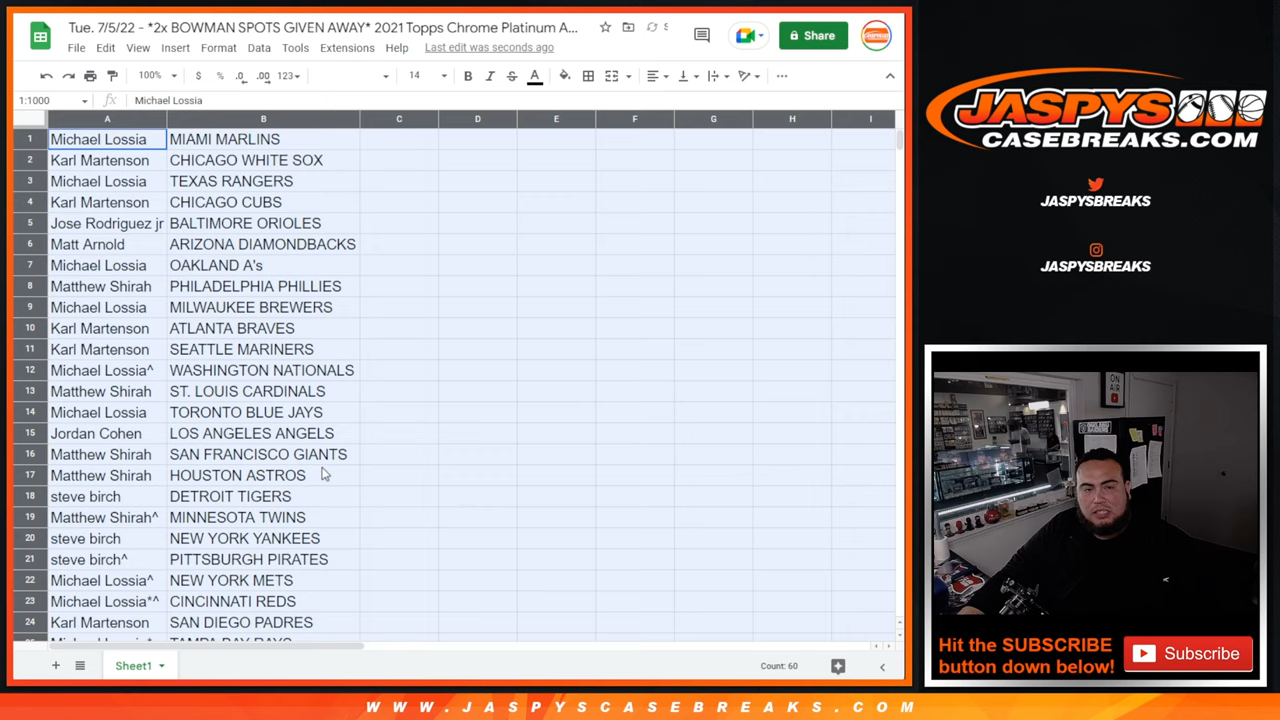 Tue. 7/5/22 - *2x BOWMAN SPOTS GIVEN AWAY* 2021 Topps Chrome Platinum A...
File Edit View Insert Format Data Tools Extensions Help Last edit was seconds ago
Share
100% $ % .0 .00 123 14 B I S A
1:1000 fx Michael Lossia
A B C D E F G H I
1 Michael Lossia MIAMI MARLINS
2 Karl Martenson CHICAGO WHITE SOX
3 Michael Lossia TEXAS RANGERS
4 Karl Martenson CHICAGO CUBS
5 Jose Rodriguez jr BALTIMORE ORIOLES
6 Matt Arnold ARIZONA DIAMONDBACKS
7 Michael Lossia OAKLAND A's
8 Matthew Shirah PHILADELPHIA PHILLIES
9 Michael Lossia MILWAUKEE BREWERS
10 Karl Martenson ATLANTA BRAVES
11 Karl Martenson SEATTLE MARINERS
12 Michael Lossia^ WASHINGTON NATIONALS
13 Matthew Shirah ST. LOUIS CARDINALS
14 Michael Lossia TORONTO BLUE JAYS
15 Jordan Cohen LOS ANGELES ANGELS
16 Matthew Shirah SAN FRANCISCO GIANTS
17 Matthew Shirah HOUSTON ASTROS
18 steve birch DETROIT TIGERS
19 Matthew Shirah^ MINNESOTA TWINS
20 steve birch NEW YORK YANKEES
21 steve birch^ PITTSBURGH PIRATES
22 Michael Lossia^ NEW YORK METS
23 Michael Lossia*^ CINCINNATI REDS
24 Karl Martenson SAN DIEGO PADRES
TAMPA BAY RAYS
Sheet1
Count: 60
JASPYS
CASEBREAKS.COM
JASPYSBREAKS
JASPYSBREAKS
ON AIR
Hit the SUBSCRIBE
button down below!
Subscribe
WWW.JASPYSCASEBREAKS.COM